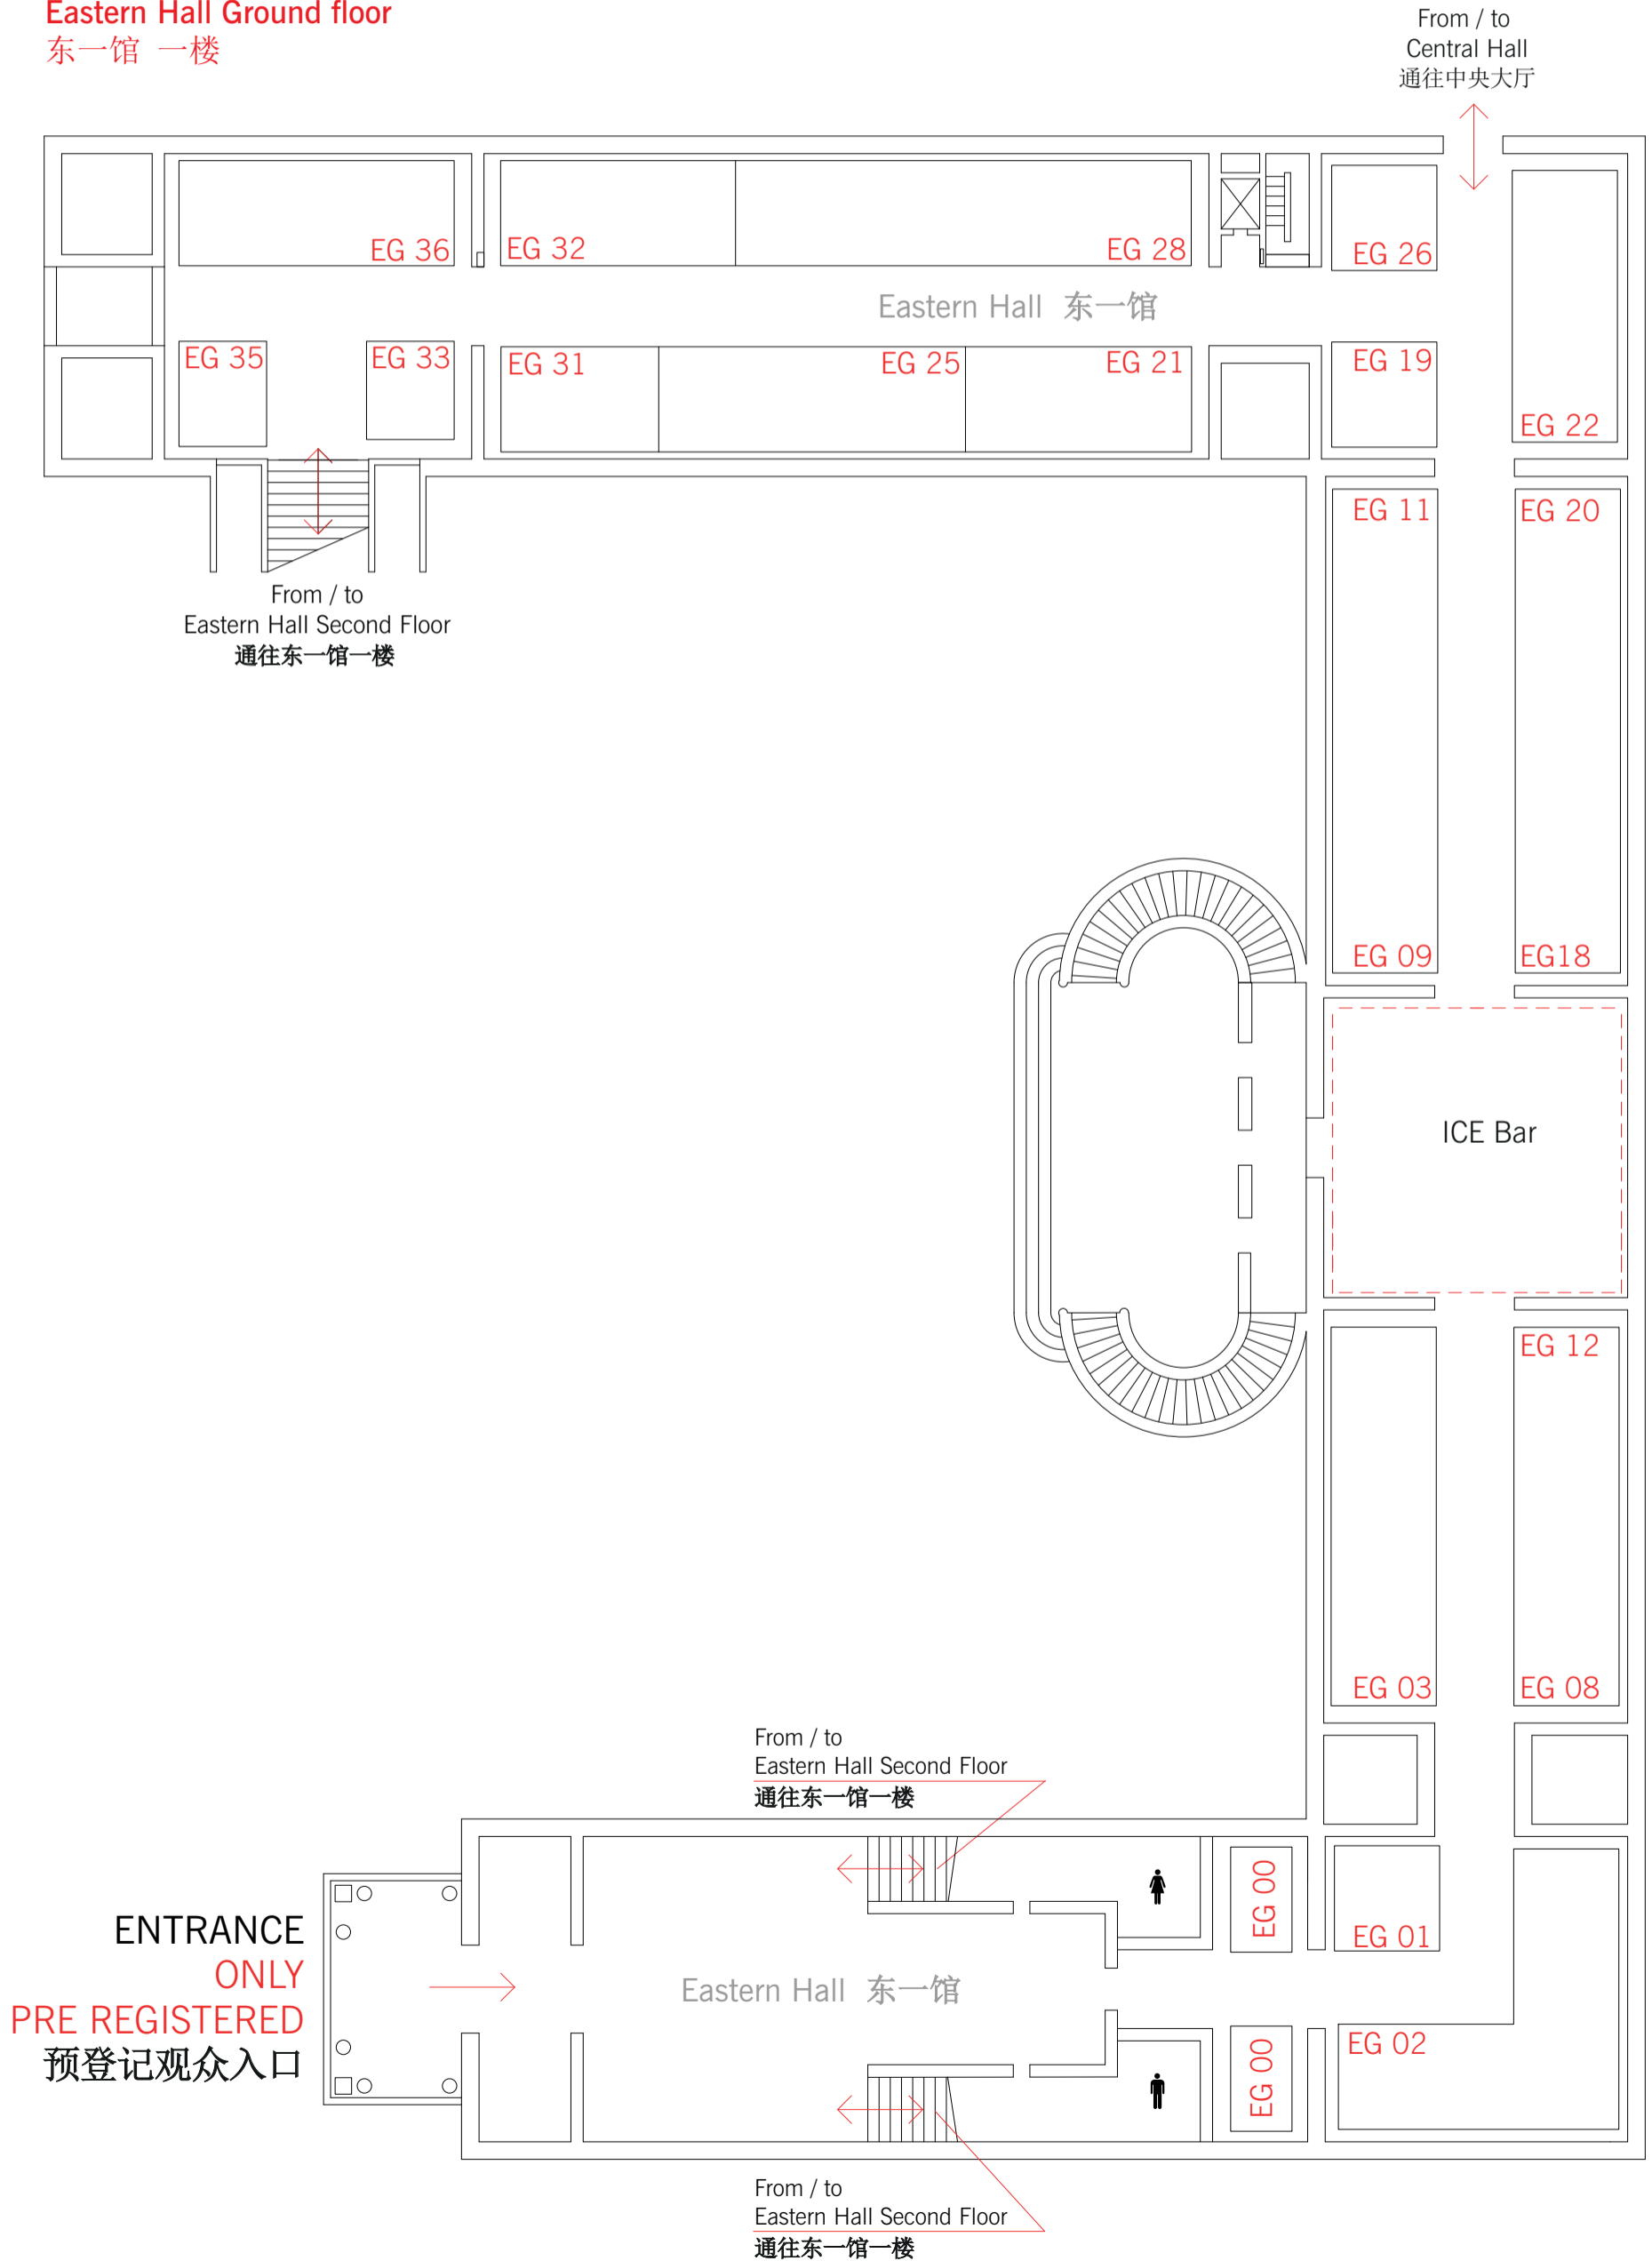 Eastern Hall Ground floor
东一馆 一楼
From / to
Central Hall
通往中央大厅
EG 36
EG 32
EG 28
EG 26
Eastern Hall 东一馆
EG 35
EG 33
EG 31
EG 25
EG 21
EG 19
EG 22
EG 11
EG 20
From / to
Eastern Hall Second Floor
通往东一馆一楼
EG 09
EG18
ICE Bar
EG 12
EG 03
EG 08
From / to
Eastern Hall Second Floor
通往东一馆一楼
EG 00
EG 01
ENTRANCE
ONLY
PRE REGISTERED
预登记观众入口
Eastern Hall 东一馆
EG 02
EG 00
From / to
Eastern Hall Second Floor
通往东一馆一楼